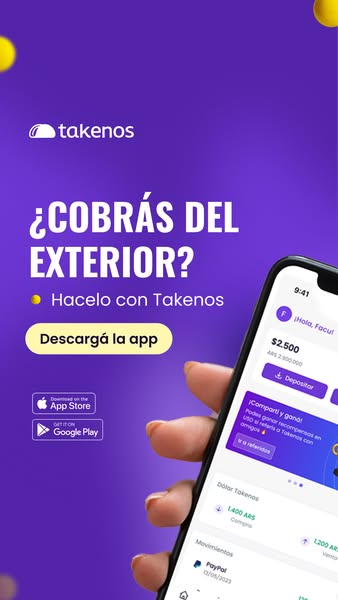 takenos
¿COBRÁS DEL
EXTERIOR?
Hacelo con Takenos
Descargá la app
Download on the
App Store
GET IT ON
Google Play
9:41
F
¡Hola, Facu!
$2.500
ARS 2.900.000
Depositar
¡Compartí y ganá!
Podés ganar recompensas en
USD si referís a Takenos con
amigos
Ir a referidos
Dólar Takenos
1.400 ARS
Compra
1.200 ARS
Venta
Movimientos
PayPal
13/05/2023